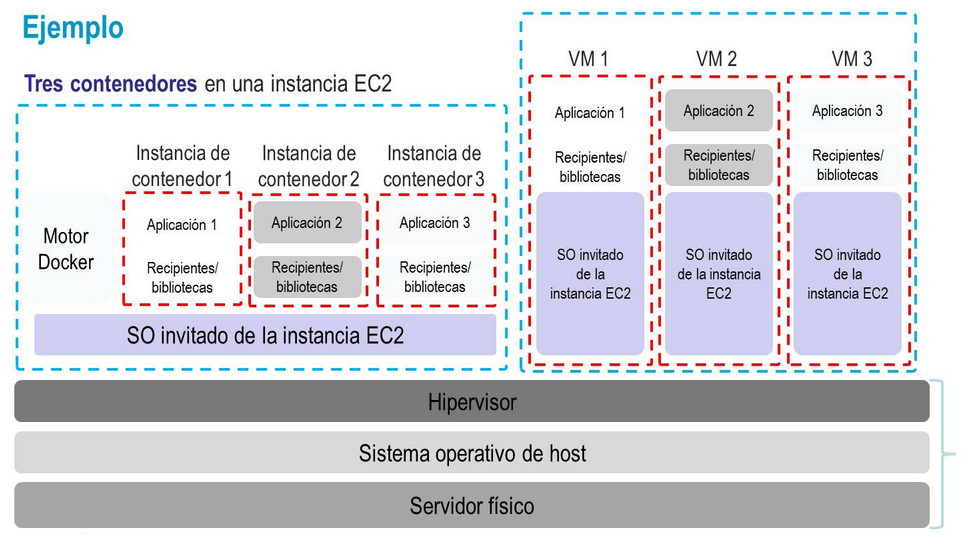 Ejemplo
Tres contenedores en una instancia EC2
Instancia de
contenedor 1
Instancia de
contenedor 2
Instancia de
contenedor 3
Motor
Docker
Aplicación 1
Recipientes/
bibliotecas
Aplicación 2
Recipientes/
bibliotecas
Aplicación 3
Recipientes/
bibliotecas
SO invitado de la instancia EC2
VM 1
Aplicación 1
Recipientes/
bibliotecas
SO invitado
de la
instancia EC2
VM 2
Aplicación 2
Recipientes/
bibliotecas
SO invitado
de la instancia
EC2
VM 3
Aplicación 3
Recipientes/
bibliotecas
SO invitado
de la
instancia EC2
Hipervisor
Sistema operativo de host
Servidor físico